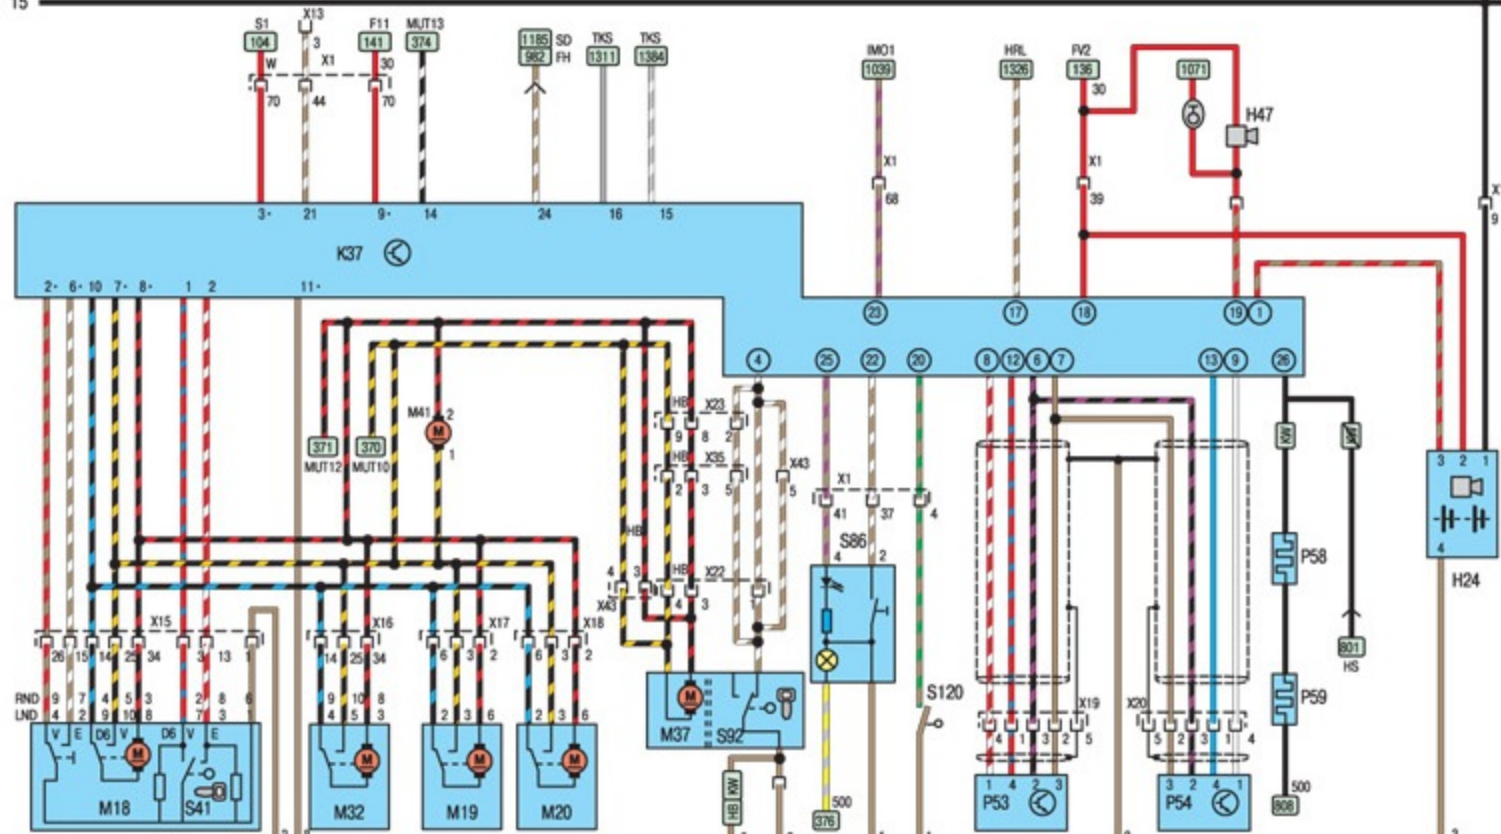 15
S1 X13 F11 MUT13 1185 SD TKS TKS IMO1 HRL FV2
104 3 141 374 982 FH 1311 1384 1039 1326 136 1071
W X1 30 30
70 44 70 H47
X1 X1
68 39 9
3• 21 9• 14 24 16 15
K37
2• 6• 10 7• 8• 1 2 11•
23 17 18 19 1
4 25 22 20 8 12 6 7 13 9 26
M41 2 HB X23
M 9 8 2 KW
371 370 1
MUT12 MUT10 HB X35 X43 3 2 1
2 3 5 5 X1
41 37 4
HB S86
4 3 HB X22 4 2 P58 4
X43 4 3 1 H24
X15 X16 X17 X18
26 15 14 25 34 3 13 1 14 25 34 6 3 2 6 3 2 801
HS
RND 9 7 4 5 3 2 8 6 9 10 8
LND 4 2 9 10 8 7 3 1 4 5 3 2 3 6 2 3 6 S120 P59
V E D6 V D6 V E M X19 X20
M M M M M37 S92 4 1 3 2 5 5 2 3 1 4
M18 S41 M32 M19 M20 1 4 2 3 3 2 4 1
HB KW 500 P53 P54 500
376 808